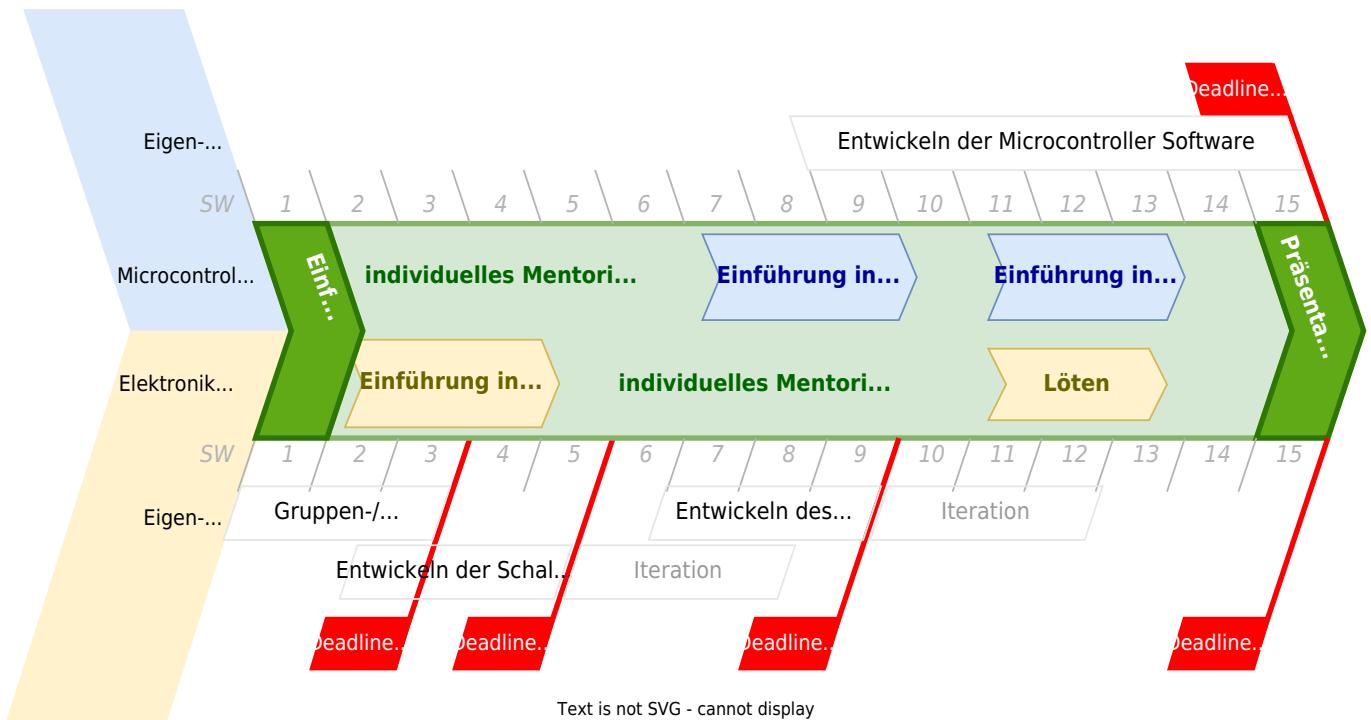 Deadline...
Eigen-...
Entwickeln der Microcontroller Software
SW 1 2 3 4 5 6 7 8 9 10 11 12 13 14 15
Einf...
Präsenta...
Microcontrol...
individuelles Mentori...
Einführung in...
Einführung in...
Elektronik...
Einführung in...
individuelles Mentori...
Löten
SW 1 2 3 4 5 6 7 8 9 10 11 12 13 14 15
Eigen-...
Gruppen-/...
Entwickeln des...
Iteration
Entwickeln der Schal...
Iteration
Deadline...
Deadline...
Deadline...
Deadline...
Text is not SVG - cannot display